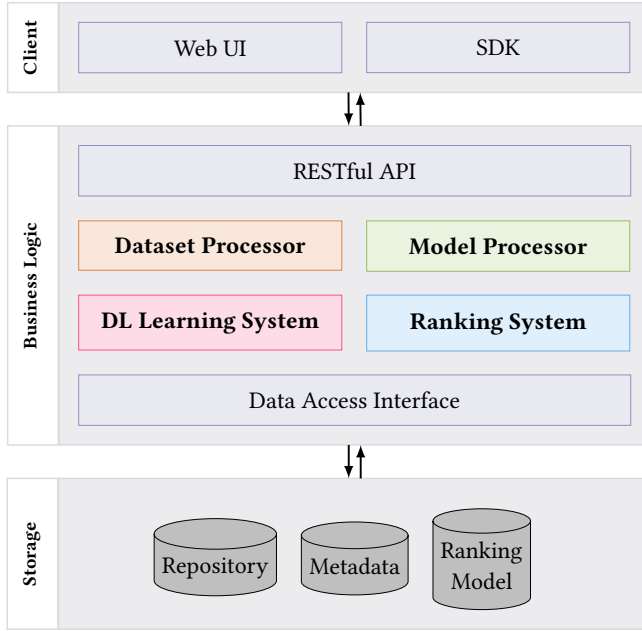 Client
Web UI
SDK
Business Logic
RESTful API
Dataset Processor
Model Processor
DL Learning System
Ranking System
Data Access Interface
Storage
Repository
Metadata
Ranking
Model